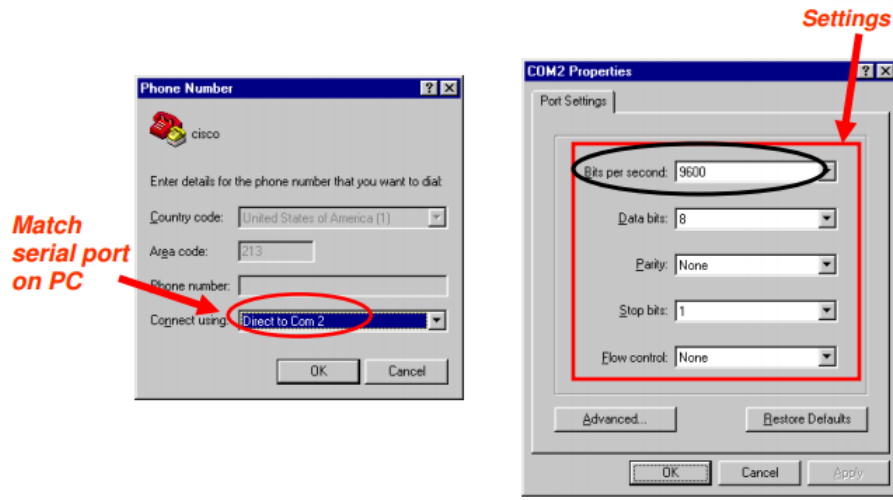 Settings
Phone Number
cisco
Enter details for the phone number that you want to dial:
Country code: United States of America (1)
Area code: 213
Phone number:
Connect using: Direct to Com 2
OK Cancel
Match
serial port
on PC
COM2 Properties
Port Settings
Bits per second: 9600
Data bits: 8
Parity: None
Stop bits: 1
Flow control: None
Advanced... Restore Defaults
OK Cancel Apply